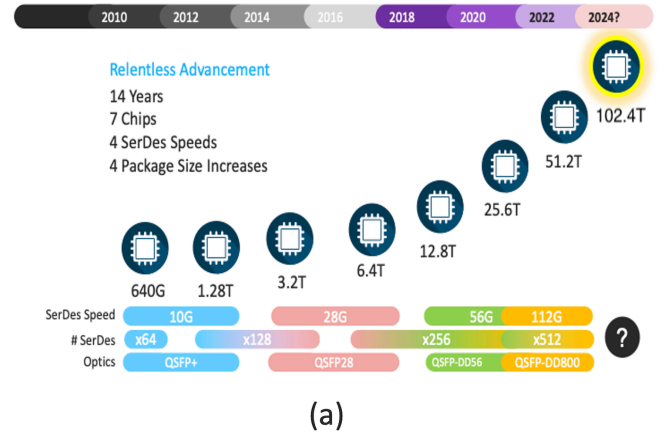 2010 2012 2014 2016 2018 2020 2022 2024?
Relentless Advancement
14 Years
7 Chips
4 SerDes Speeds
4 Package Size Increases
102.4T
51.2T
25.6T
12.8T
6.4T
3.2T
640G 1.28T
SerDes Speed 10G 28G 56G 112G
# SerDes x64 x128 x256 x512 ?
Optics QSFP+ QSFP28 QSFP-DD56 QSFP-DD800
(a)